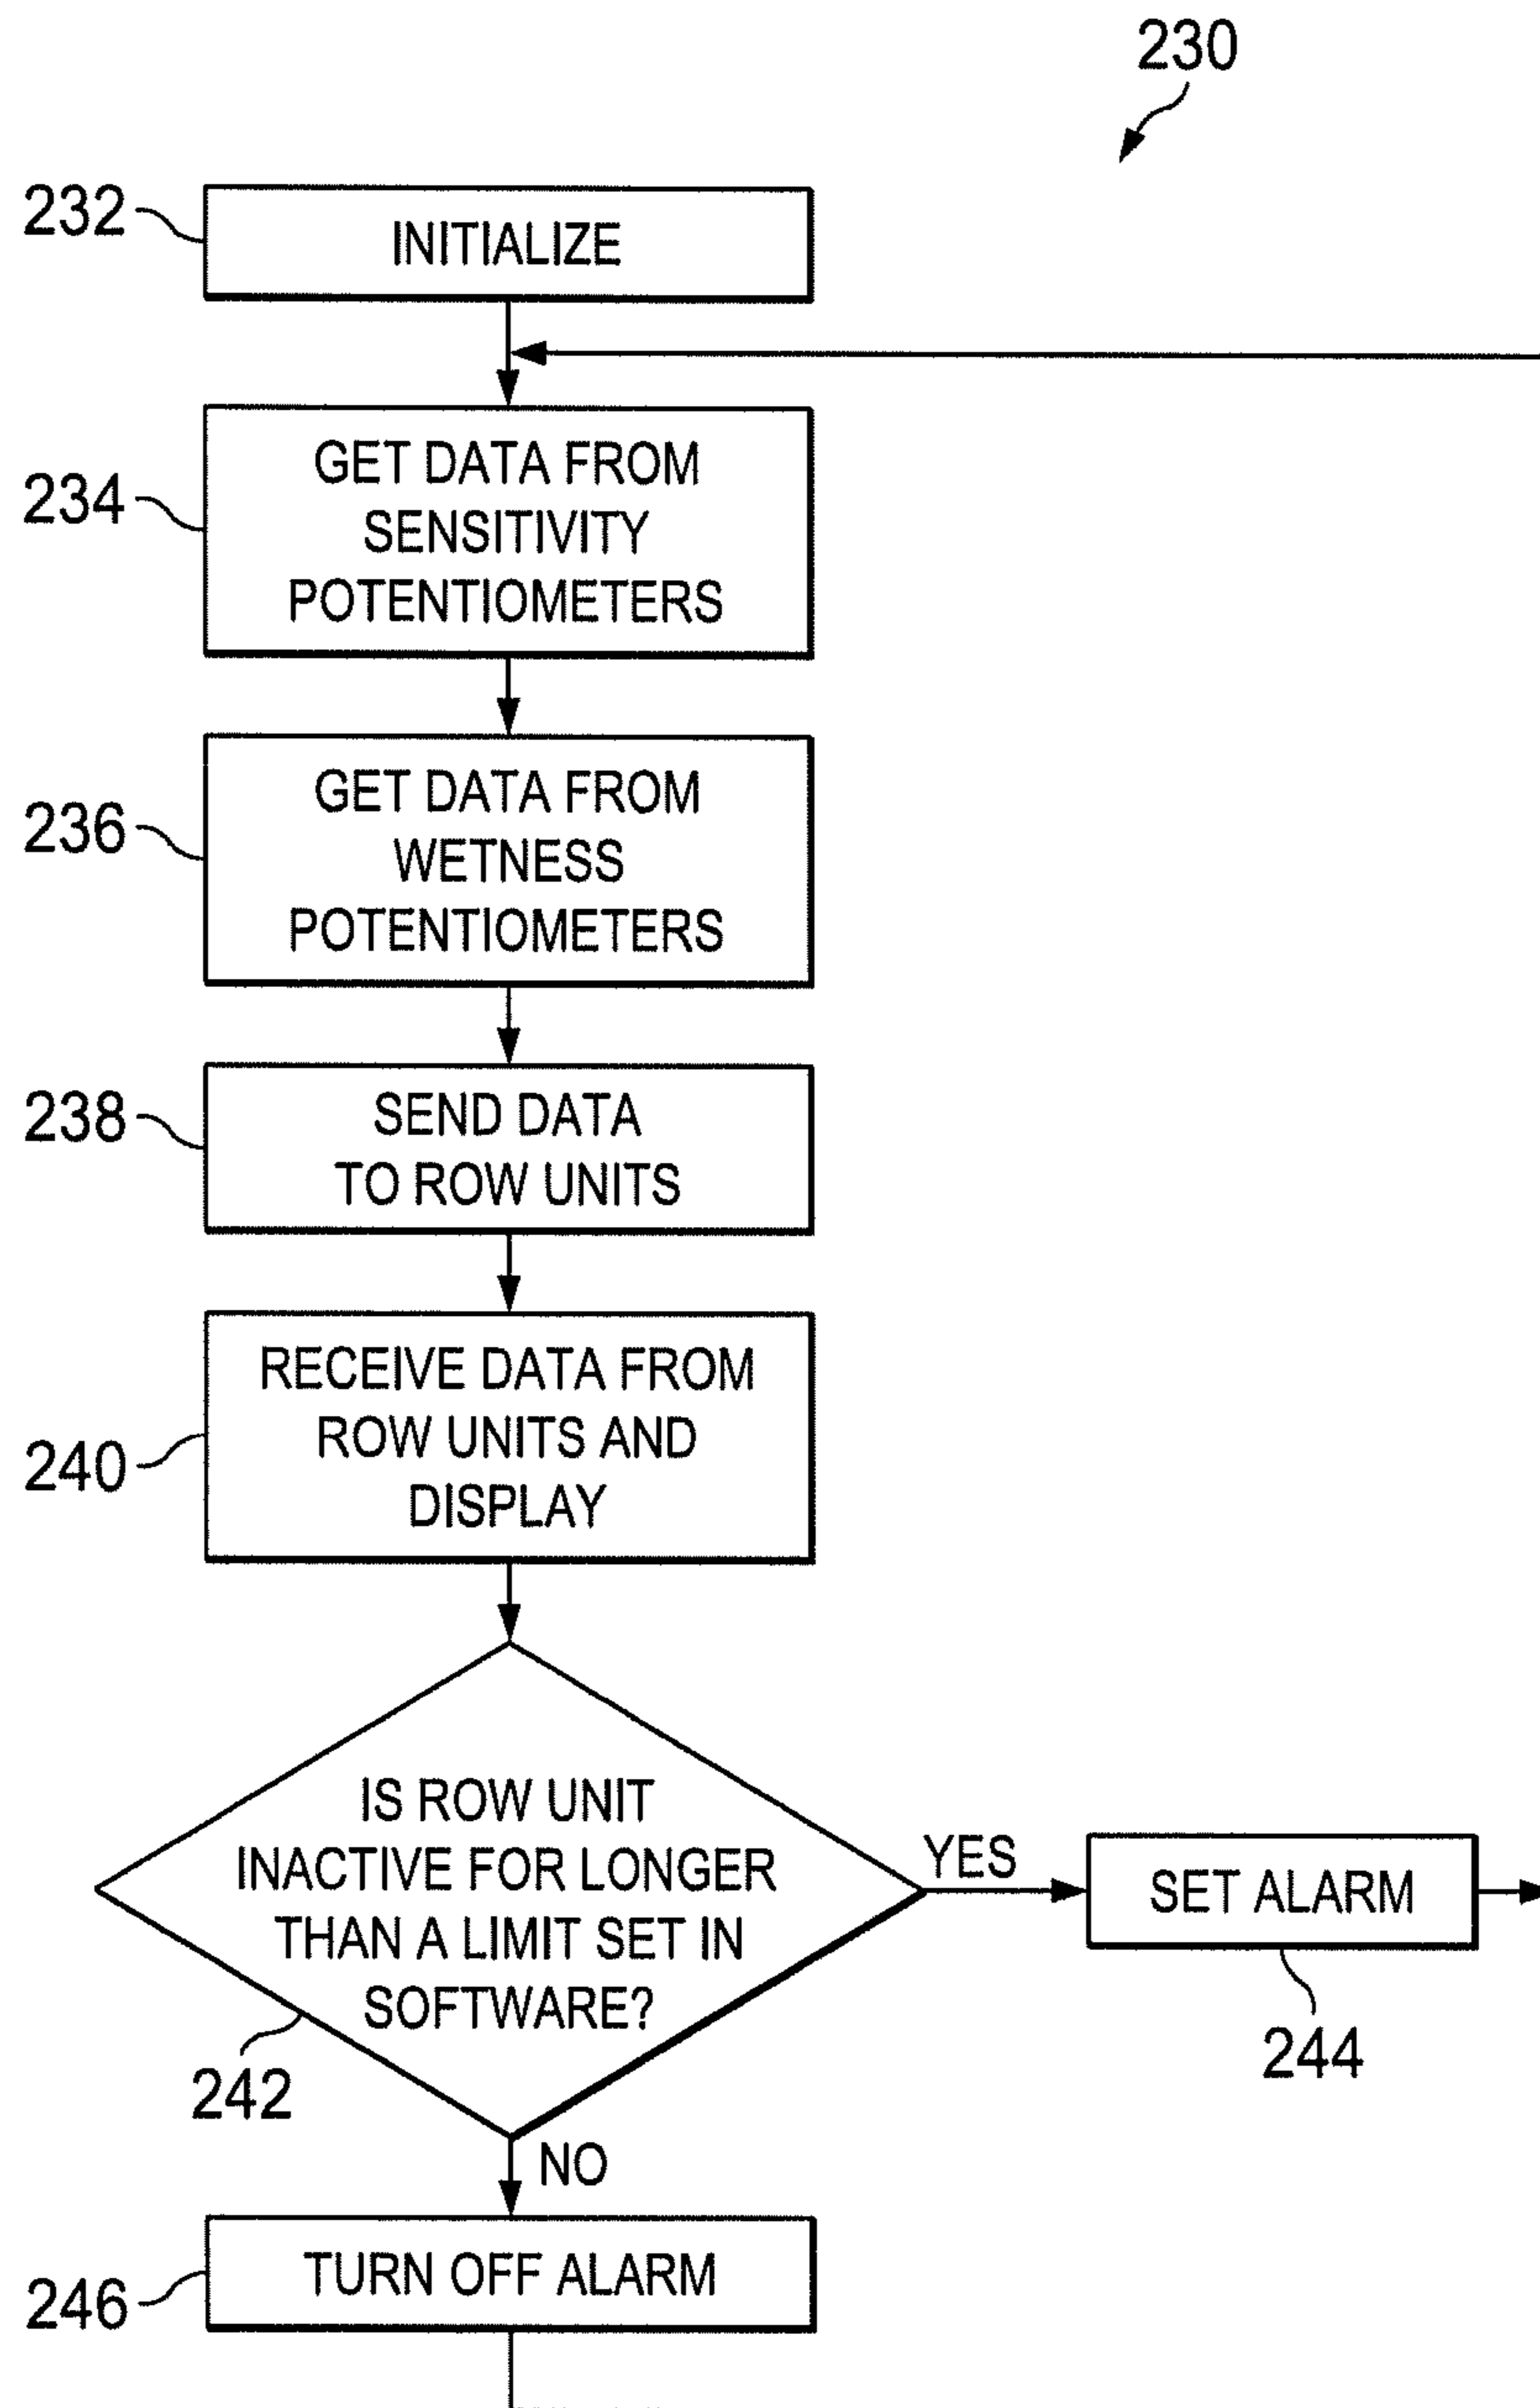 230
232
INITIALIZE
234
GET DATA FROM
SENSITIVITY
POTENTIOMETERS
236
GET DATA FROM
WETNESS
POTENTIOMETERS
238
SEND DATA
TO ROW UNITS
240
RECEIVE DATA FROM
ROW UNITS AND
DISPLAY
IS ROW UNIT
INACTIVE FOR LONGER
THAN A LIMIT SET IN
SOFTWARE?
242
YES
SET ALARM
244
NO
246
TURN OFF ALARM